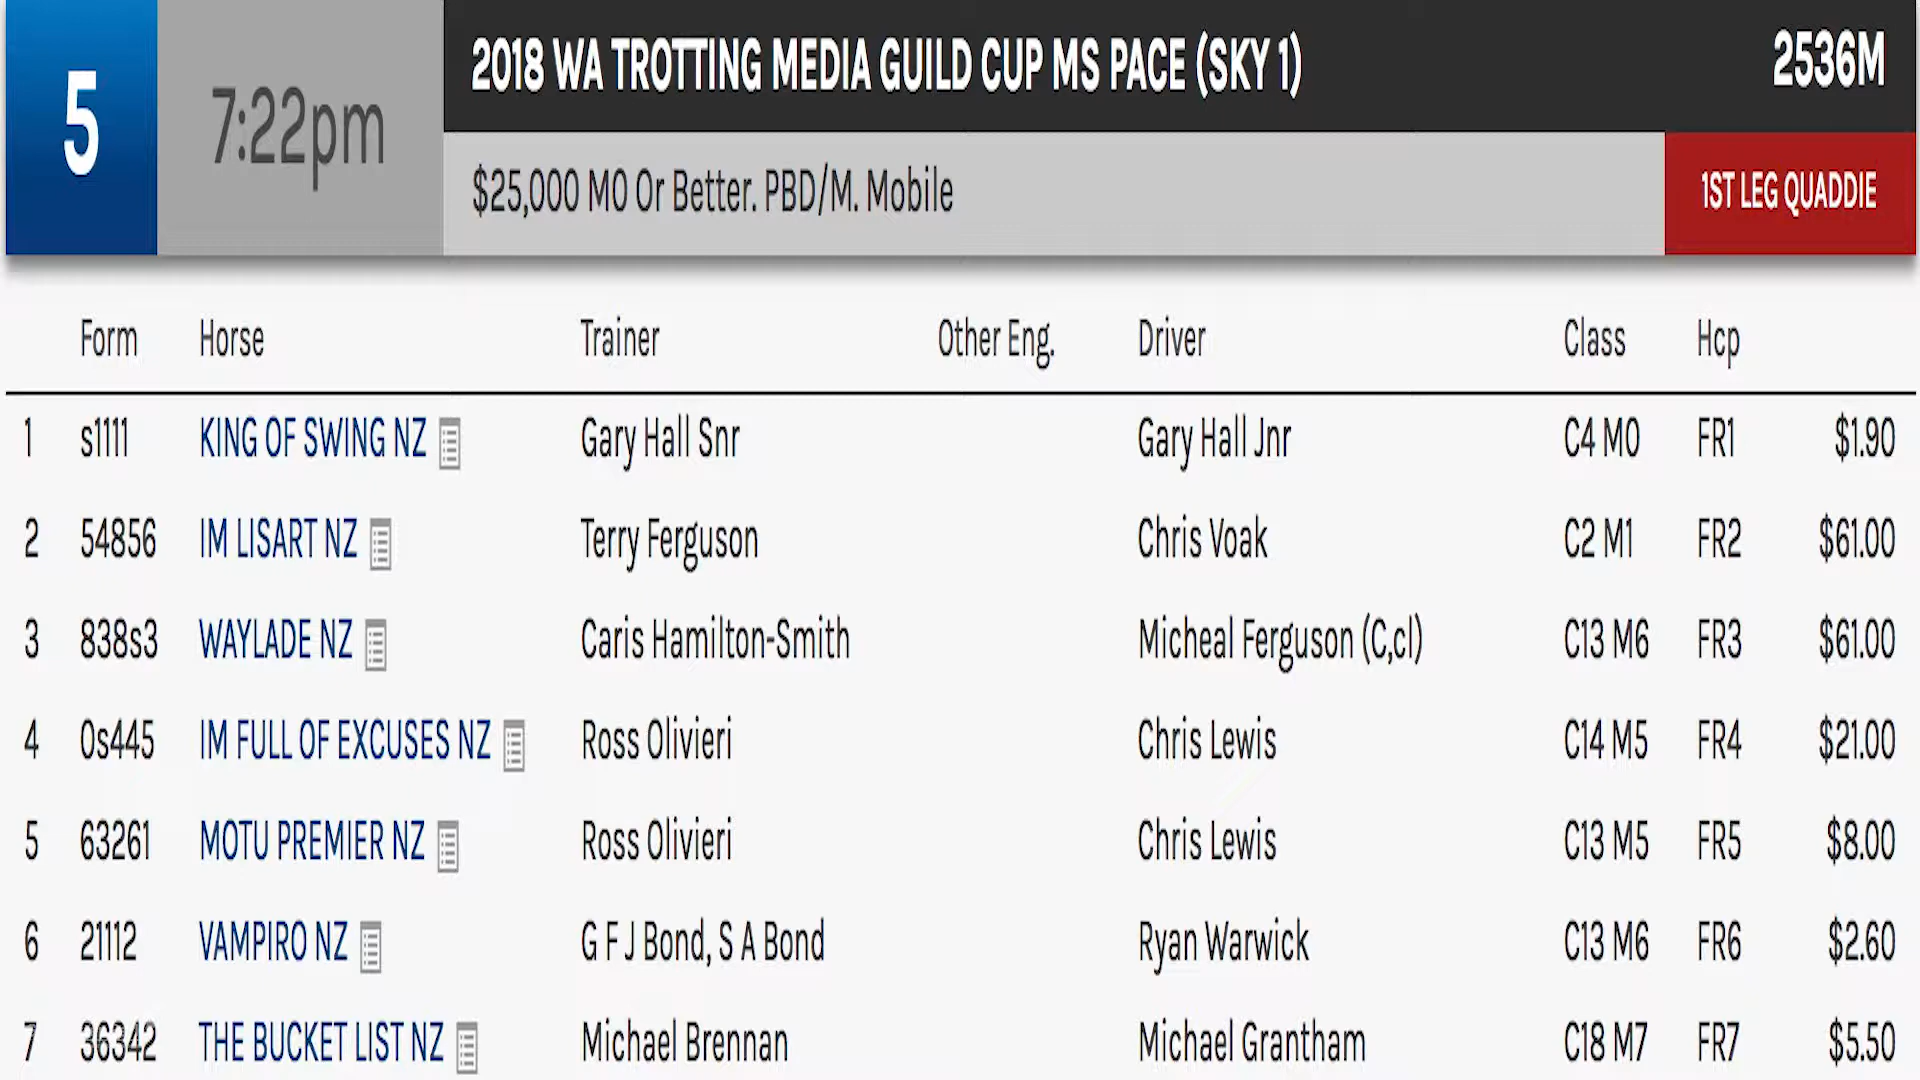 5 7:22pm 2018 WA TROTTING MEDIA GUILD CUP MS PACE (SKY 1) 2536M
$25,000 M0 Or Better. PBD/M. Mobile 1ST LEG QUADDIE
Form Horse Trainer Other Eng. Driver Class Hcp
1 s1111 KING OF SWING NZ Gary Hall Snr Gary Hall Jnr C4 M0 FR1 $1.90
2 54856 IM LISART NZ Terry Ferguson Chris Voak C2 M1 FR2 $61.00
3 838s3 WAYLADE NZ Caris Hamilton-Smith Micheal Ferguson (C,cl) C13 M6 FR3 $61.00
4 0s445 IM FULL OF EXCUSES NZ Ross Olivieri Chris Lewis C14 M5 FR4 $21.00
5 63261 MOTU PREMIER NZ Ross Olivieri Chris Lewis C13 M5 FR5 $8.00
6 21112 VAMPIRO NZ G F J Bond, S A Bond Ryan Warwick C13 M6 FR6 $2.60
7 36342 THE BUCKET LIST NZ Michael Brennan Michael Grantham C18 M7 FR7 $5.50